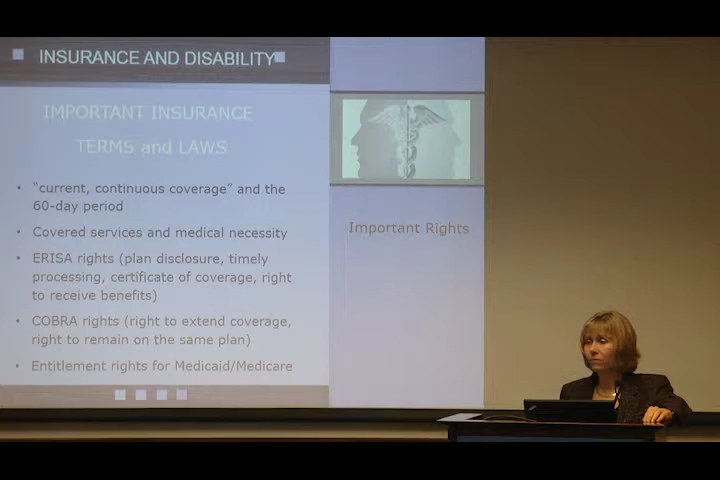 INSURANCE AND DISABILITY
IMPORTANT INSURANCE
TERMS and LAWS
• "current, continuous coverage" and the
60-day period
• Covered services and medical necessity
• ERISA rights (plan disclosure, timely
processing, certificate of coverage, right
to receive benefits)
• COBRA rights (right to extend coverage,
right to remain on the same plan)
• Entitlement rights for Medicaid/Medicare
Important Rights